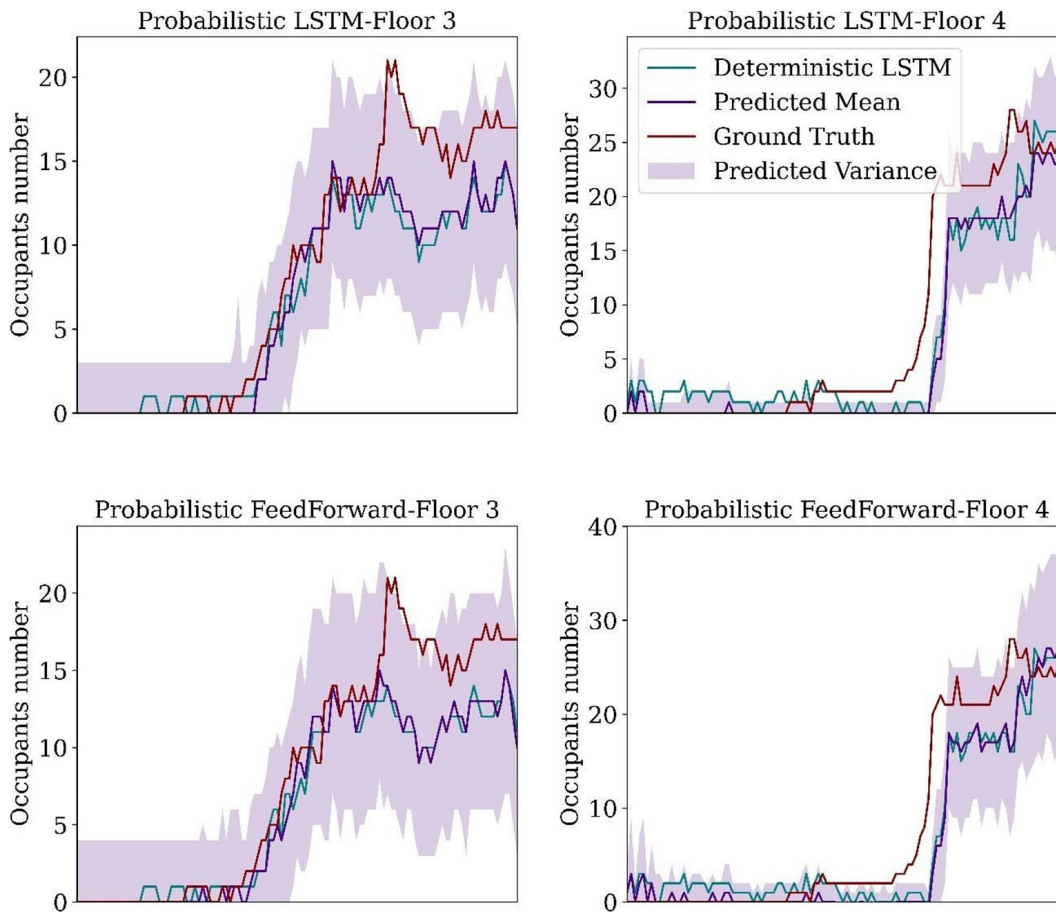 Probabilistic LSTM-Floor 3
Occupants number
20
15
10
5
0
Probabilistic LSTM-Floor 4
Occupants number
30
25
20
15
10
5
0
Deterministic LSTM
Predicted Mean
Ground Truth
Predicted Variance
Probabilistic FeedForward-Floor 3
Occupants number
20
15
10
5
0
Probabilistic FeedForward-Floor 4
Occupants number
40
30
20
10
0